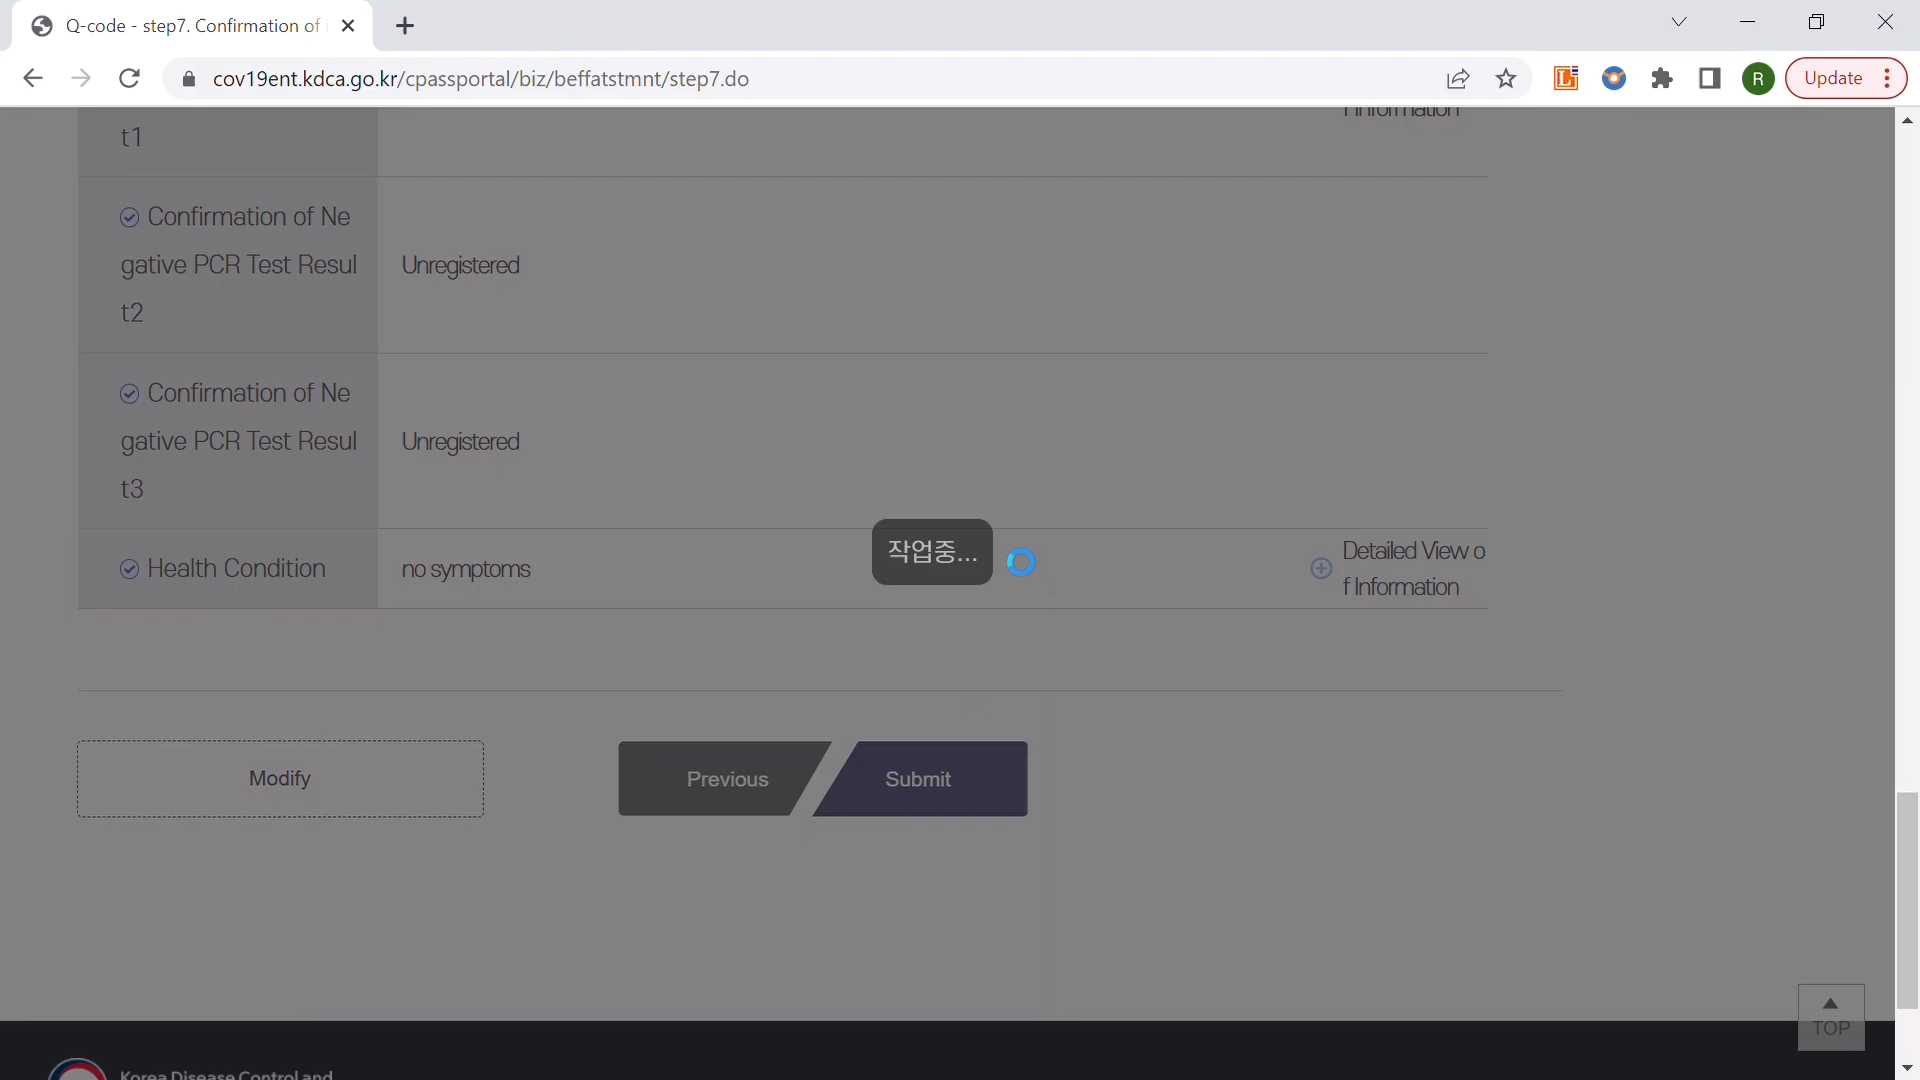 Q-code - step7. Confirmation of
cov19ent.kdca.go.kr/cpassportal/biz/beffatstmnt/step7.do
R
Update
f Information
t1
Confirmation of Ne
gative PCR Test Resul
t2
Unregistered
Confirmation of Ne
gative PCR Test Resul
t3
Unregistered
Health Condition
no symptoms
작업중...
Detailed View o
f Information
Modify
Previous
Submit
TOP
Korea Disease Control and